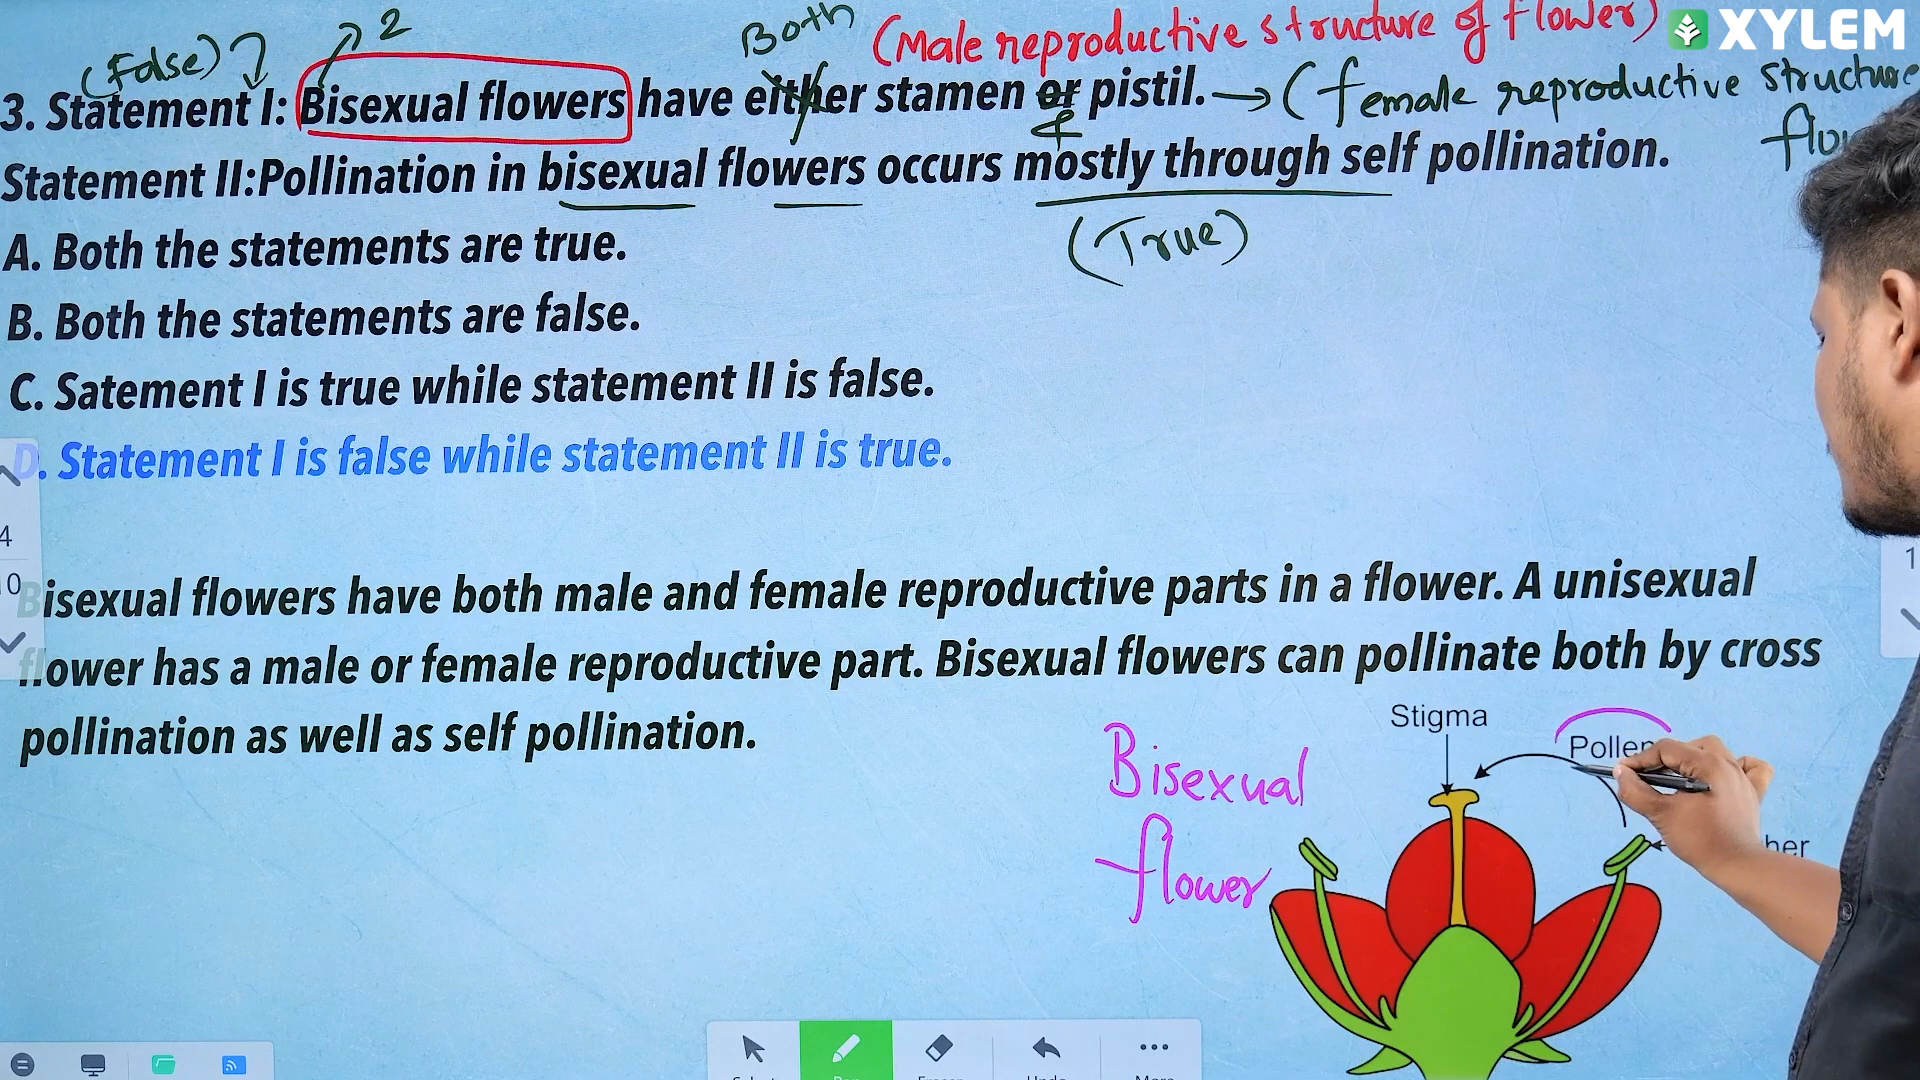 (False) 2 Both (Male reproductive structure of flower) XYLEM
3. Statement I: Bisexual flowers have either stamen or pistil. → (female reproductive structure
&
Statement II:Pollination in bisexual flowers occurs mostly through self pollination.
(True)
A. Both the statements are true.
B. Both the statements are false.
C. Satement I is true while statement II is false.
D. Statement I is false while statement II is true.
4
10
1
Bisexual flowers have both male and female reproductive parts in a flower. A unisexual
flower has a male or female reproductive part. Bisexual flowers can pollinate both by cross
pollination as well as self pollination.
Stigma
Bisexual
flower